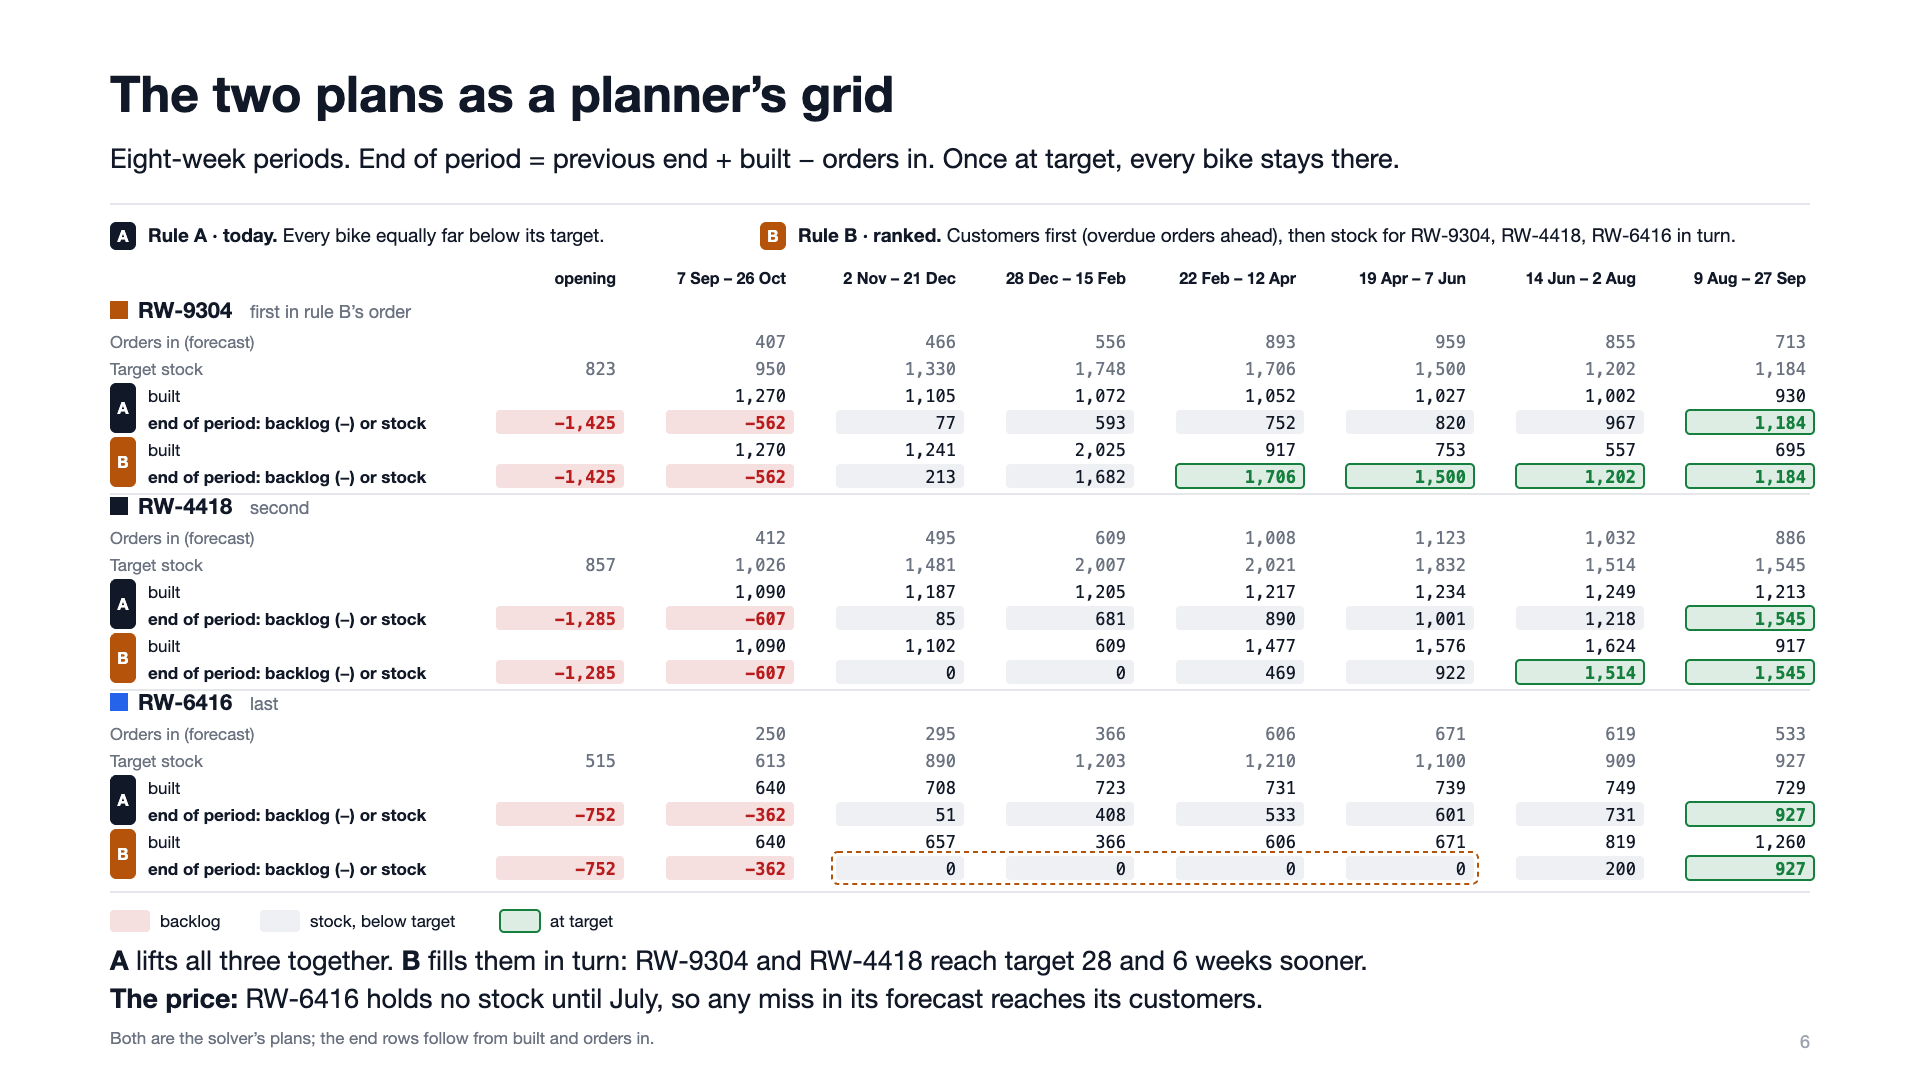 The two plans as a planner’s grid
Eight-week periods. End of period = previous end + built − orders in. Once at target, every bike stays there.
A Rule A · today. Every bike equally far below its target.
B Rule B · ranked. Customers first (overdue orders ahead), then stock for RW-9304, RW-4418, RW-6416 in turn.
opening 7 Sep – 26 Oct 2 Nov – 21 Dec 28 Dec – 15 Feb 22 Feb – 12 Apr 19 Apr – 7 Jun 14 Jun – 2 Aug 9 Aug – 27 Sep
RW-9304 first in rule B’s order
Orders in (forecast) 407 466 556 893 959 855 713
Target stock 823 950 1,330 1,748 1,706 1,500 1,202 1,184
A
built 1,270 1,105 1,072 1,052 1,027 1,002 930
end of period: backlog (–) or stock −1,425 −562 77 593 752 820 967 1,184
B
built 1,270 1,241 2,025 917 753 557 695
end of period: backlog (–) or stock −1,425 −562 213 1,682 1,706 1,500 1,202 1,184
RW-4418 second
Orders in (forecast) 412 495 609 1,008 1,123 1,032 886
Target stock 857 1,026 1,481 2,007 2,021 1,832 1,514 1,545
A
built 1,090 1,187 1,205 1,217 1,234 1,249 1,213
end of period: backlog (–) or stock −1,285 −607 85 681 890 1,001 1,218 1,545
B
built 1,090 1,102 609 1,477 1,576 1,624 917
end of period: backlog (–) or stock −1,285 −607 0 0 469 922 1,514 1,545
RW-6416 last
Orders in (forecast) 250 295 366 606 671 619 533
Target stock 515 613 890 1,203 1,210 1,100 909 927
A
built 640 708 723 731 739 749 729
end of period: backlog (–) or stock −752 −362 51 408 533 601 731 927
B
built 640 657 366 606 671 819 1,260
end of period: backlog (–) or stock −752 −362 0 0 0 0 200 927
backlog stock, below target at target
A lifts all three together. B fills them in turn: RW-9304 and RW-4418 reach target 28 and 6 weeks sooner.
The price: RW-6416 holds no stock until July, so any miss in its forecast reaches its customers.
Both are the solver’s plans; the end rows follow from built and orders in.
6